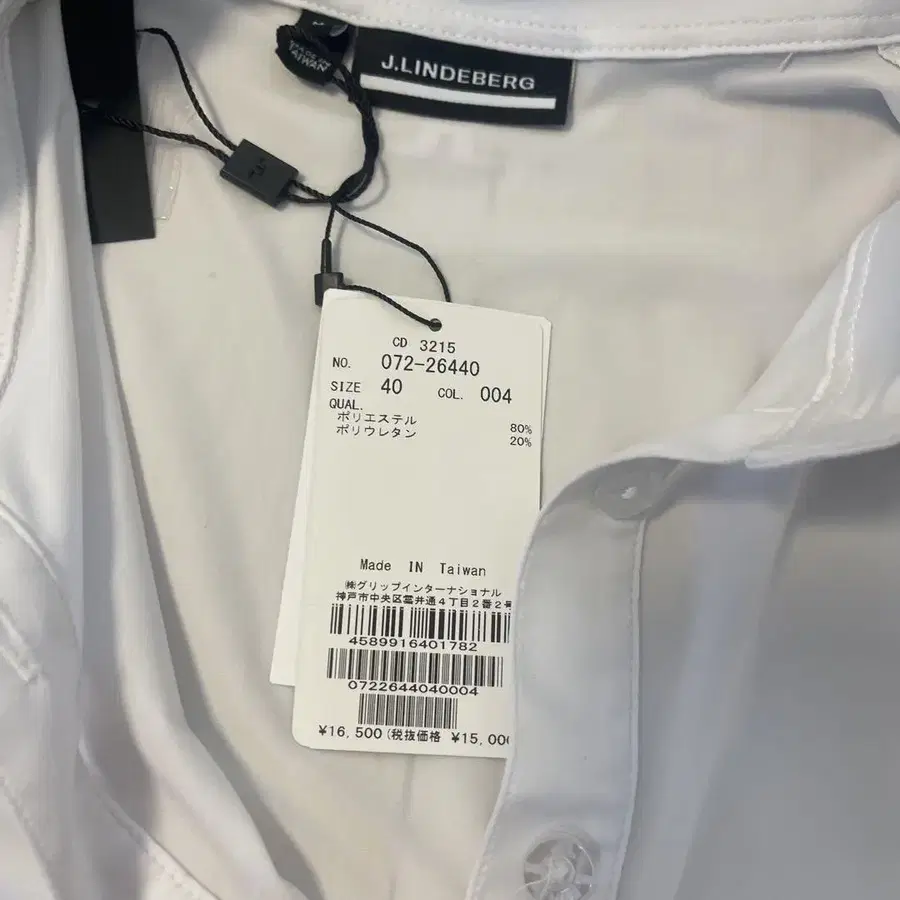 MADE IN
TAIWAN
J.LINDEBERG
CD 3215
NO. 072-26440
SIZE 40 COL. 004
QUAL.
ポリエステル 80%
ポリウレタン 20%
Made IN Taiwan
㈱グリップインターナショナル
神戸市中央区雲井通4丁目2番2号
4589916401782
0722644040004
¥16,500(税抜価格 ¥15,00